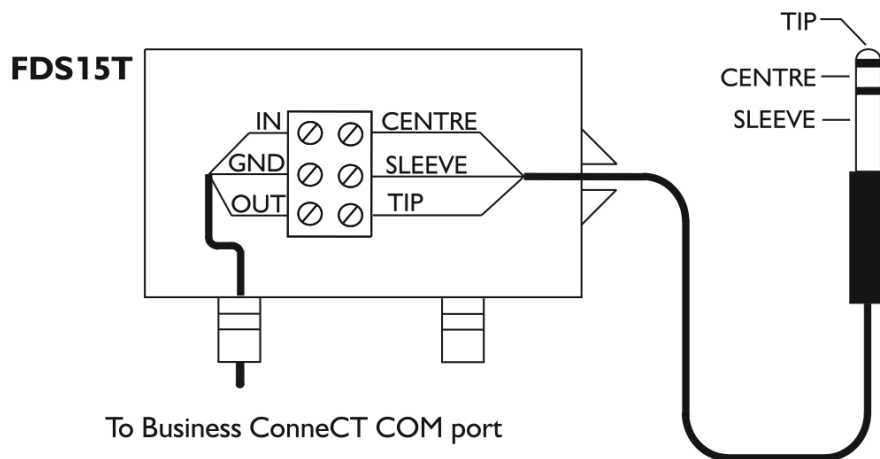 TIP
FDS15T
CENTRE
SLEEVE
IN
CENTRE
GND
SLEEVE
OUT
TIP
To Business ConneCT COM port